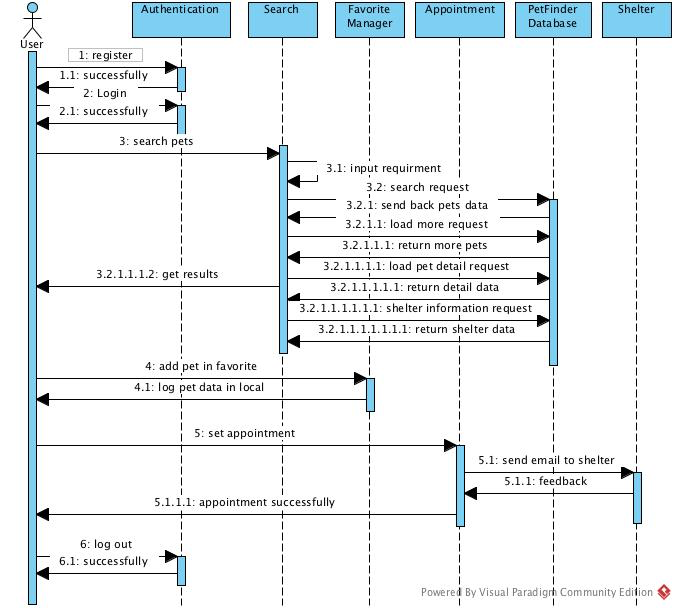 User
Authentication
Search
Favorite
Manager
Appointment
PetFinder
Database
Shelter
1: register
1.1: successfully
2: Login
2.1: successfully
3: search pets
3.1: input requirment
3.2: search request
3.2.1: send back pets data
3.2.1.1: load more request
3.2.1.1.1: return more pets
3.2.1.1.1.1: load pet detail request
3.2.1.1.1.2: get results
3.2.1.1.1.1.1: return detail data
3.2.1.1.1.1.1.1: shelter information request
3.2.1.1.1.1.1.1.1: return shelter data
4: add pet in favorite
4.1: log pet data in local
5: set appointment
5.1: send email to shelter
5.1.1: feedback
5.1.1.1: appointment successfully
6: log out
6.1: successfully
Powered By Visual Paradigm Community Edition